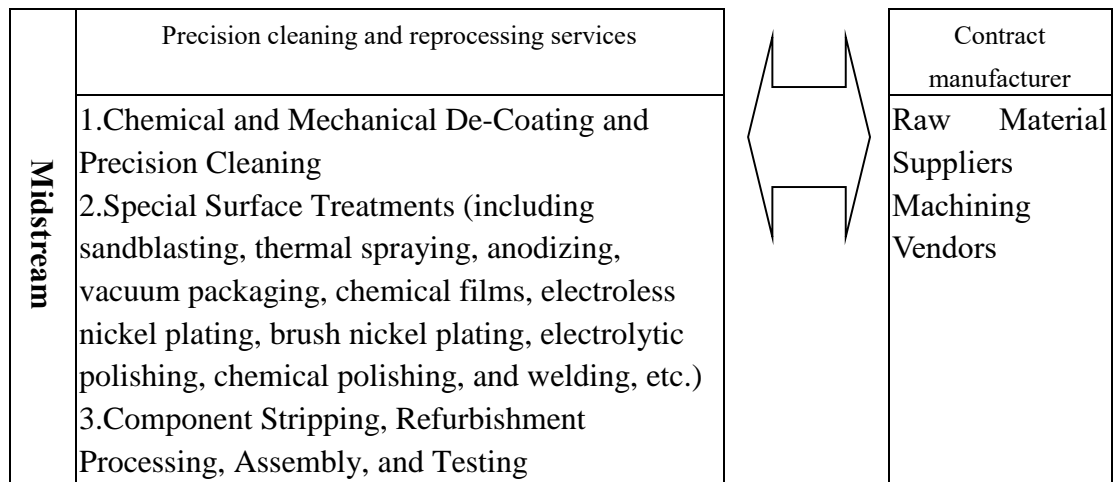 Midstream
Precision cleaning and reprocessing services
1.Chemical and Mechanical De-Coating and
Precision Cleaning
2.Special Surface Treatments (including
sandblasting, thermal spraying, anodizing,
vacuum packaging, chemical films, electroless
nickel plating, brush nickel plating, electrolytic
polishing, chemical polishing, and welding, etc.)
3.Component Stripping, Refurbishment
Processing, Assembly, and Testing
Contract
manufacturer
Raw Material
Suppliers
Machining
Vendors